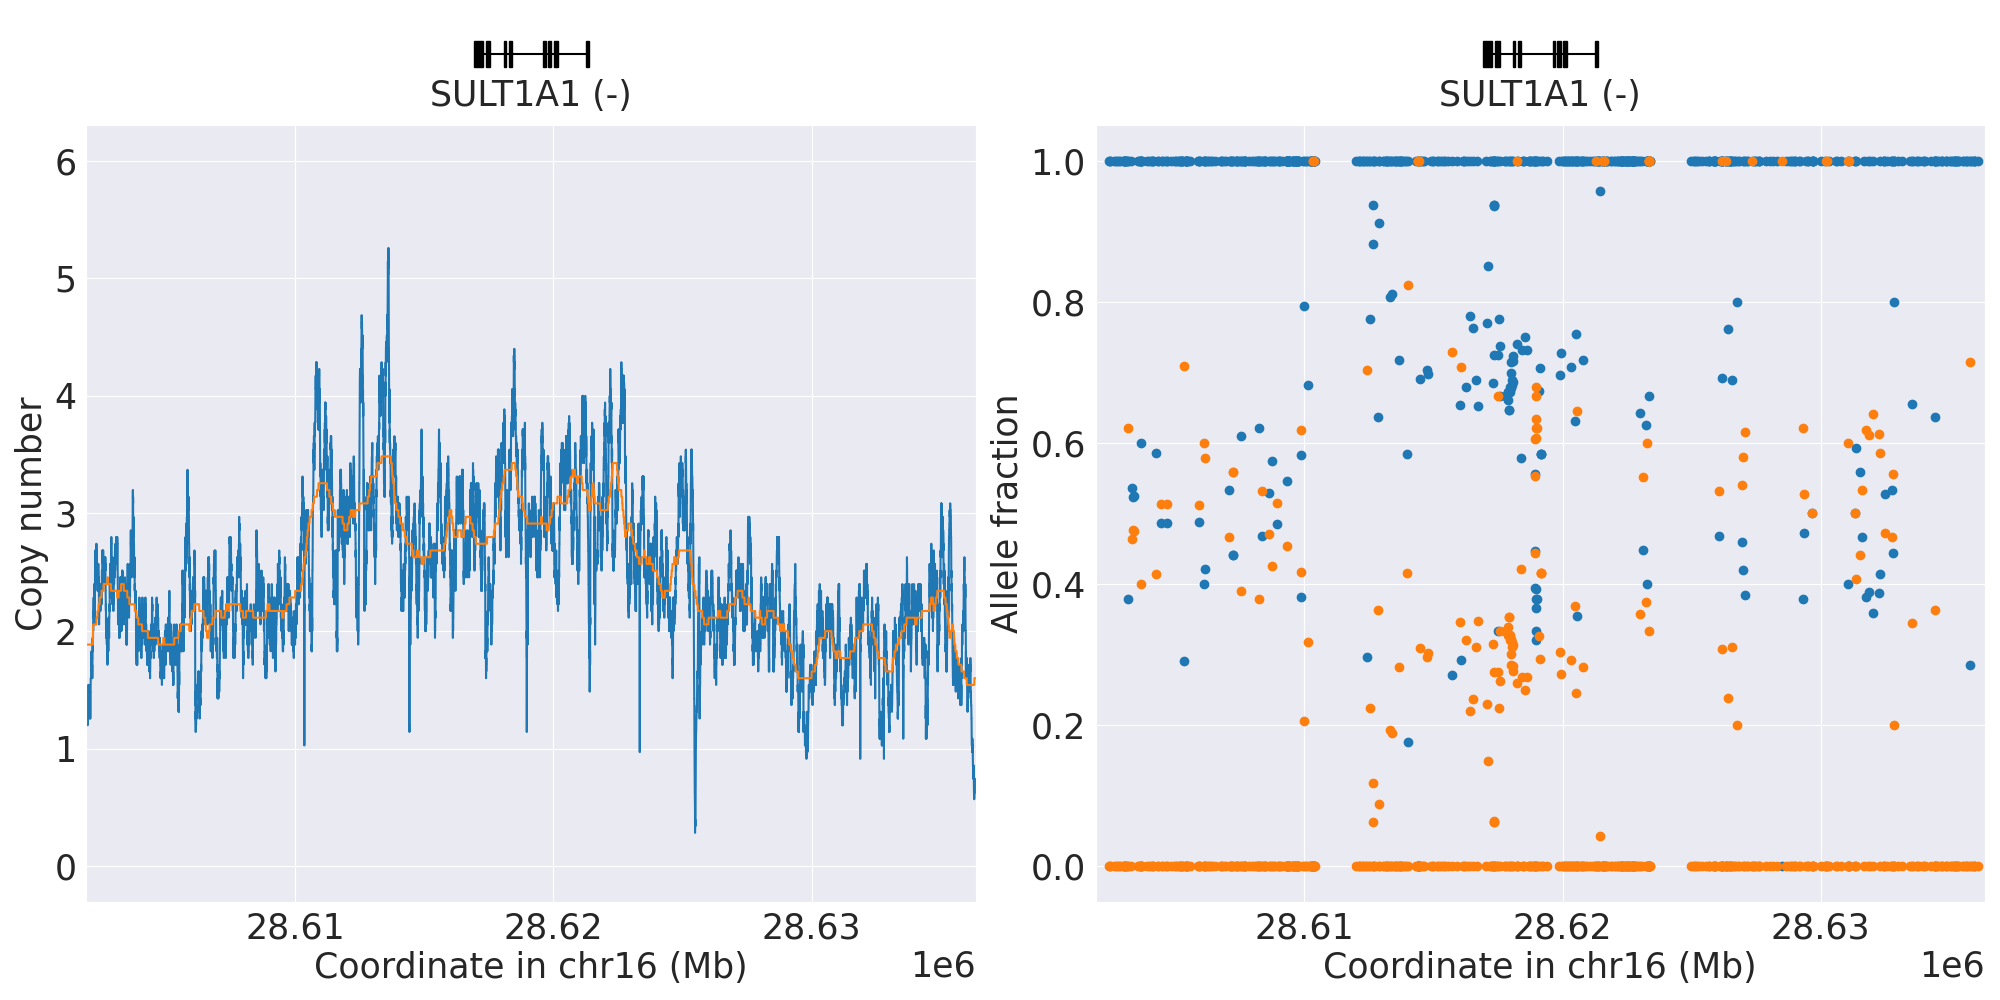 SULT1A1 (-)
6
5
4
3
2
1
0
Copy number
28.61
28.62
28.63
Coordinate in chr16 (Mb)
1e6
SULT1A1 (-)
1.0
0.8
0.6
0.4
0.2
0.0
Allele fraction
28.61
28.62
28.63
Coordinate in chr16 (Mb)
1e6